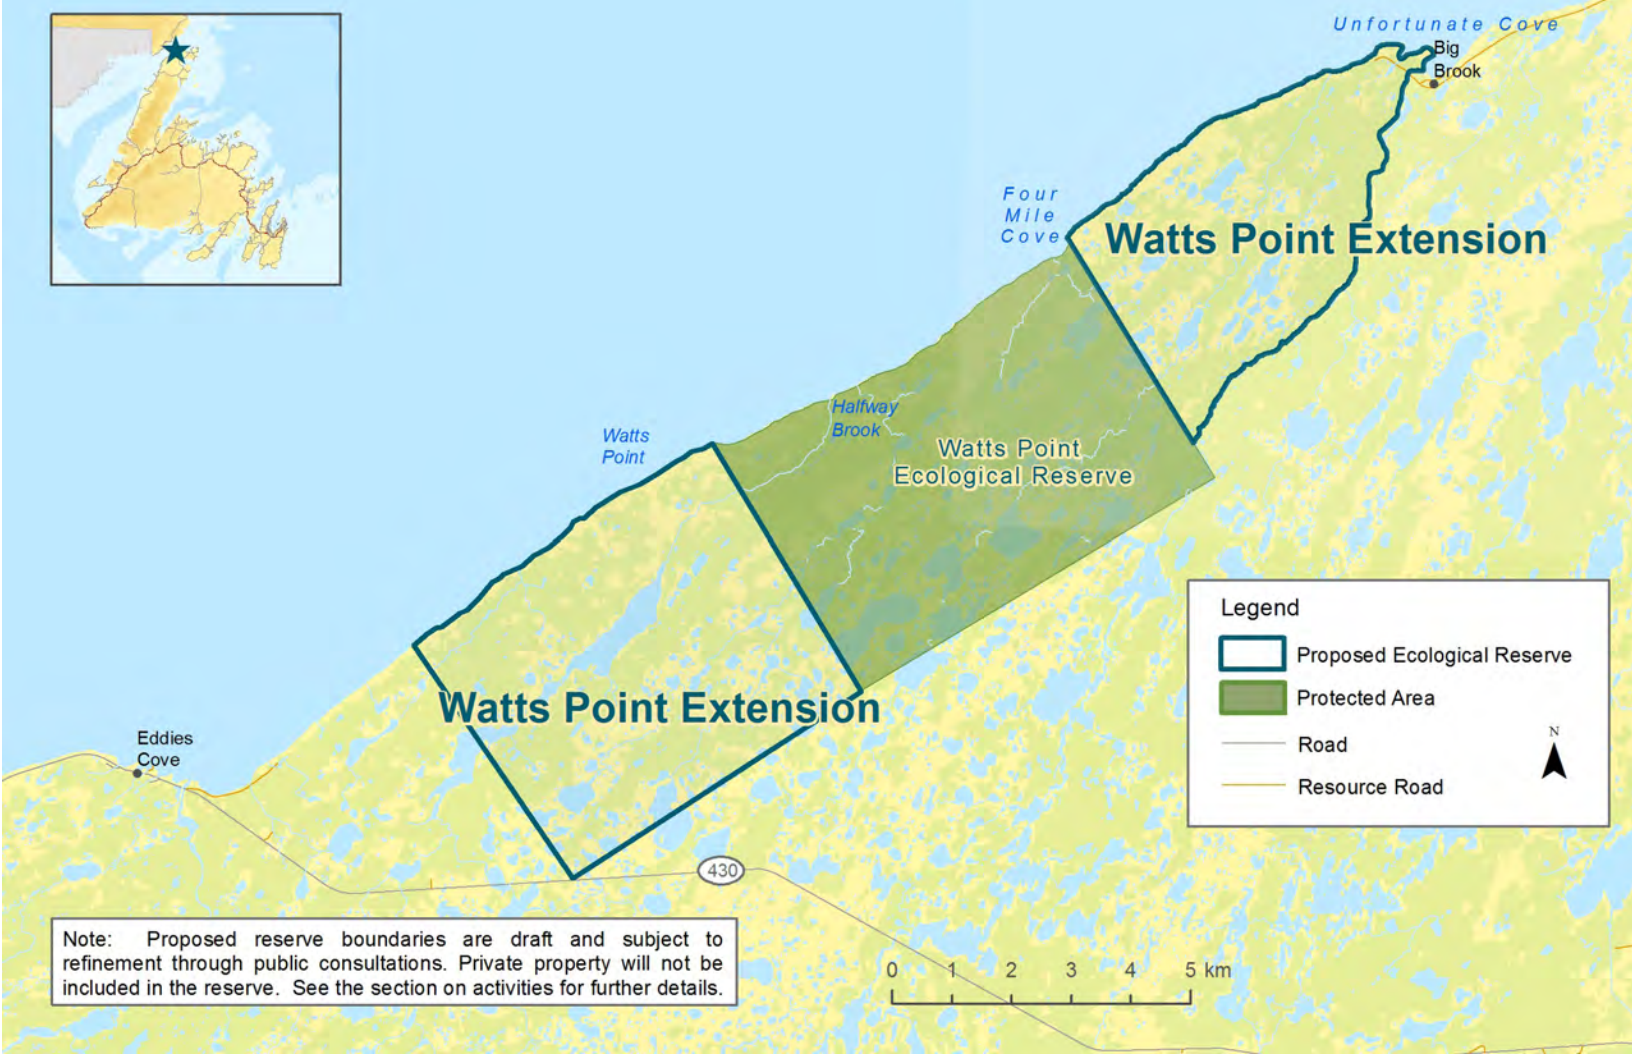 Unfortunate Cove
Big
Brook
Four
Mile
Cove
Watts Point Extension
Halfway
Brook
Watts
Point
Watts Point
Ecological Reserve
Watts Point Extension
Eddies
Cove
430
Legend
Proposed Ecological Reserve
Protected Area
Road
Resource Road
N
Note: Proposed reserve boundaries are draft and subject to
refinement through public consultations. Private property will not be
included in the reserve. See the section on activities for further details.
0 1 2 3 4 5 km